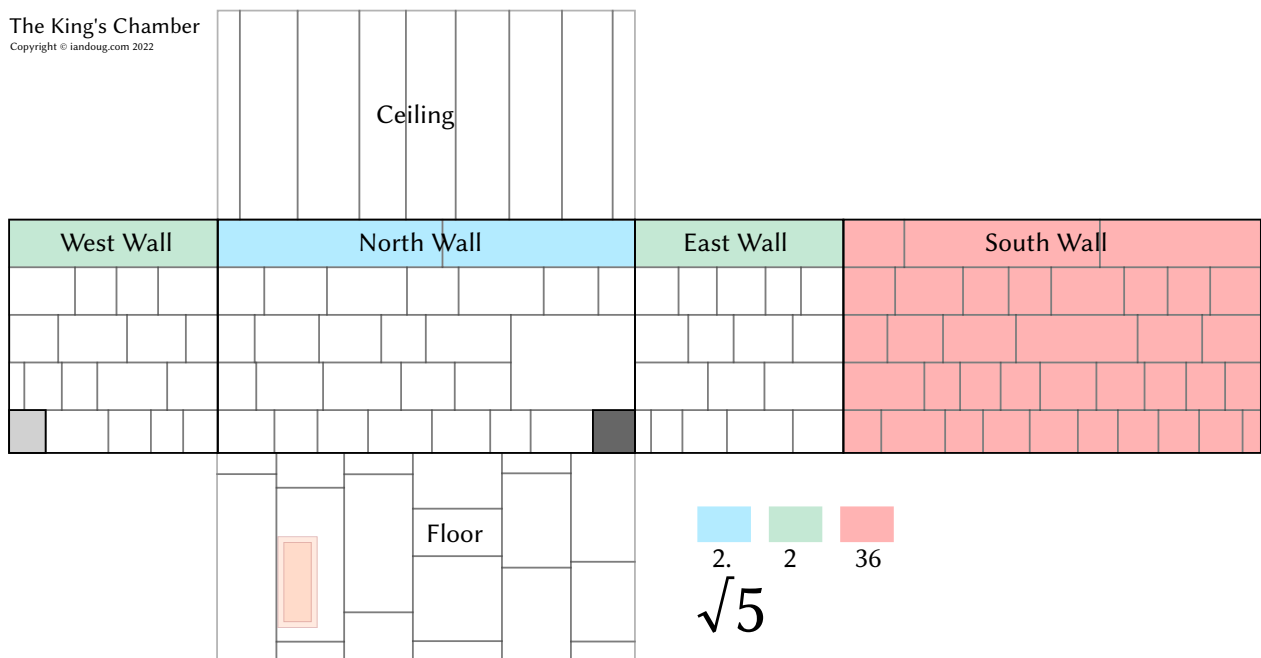 The King's Chamber
Copyright © iandoug.com 2022
Ceiling
West Wall
North Wall
East Wall
South Wall
Floor
2. 2 36
√5